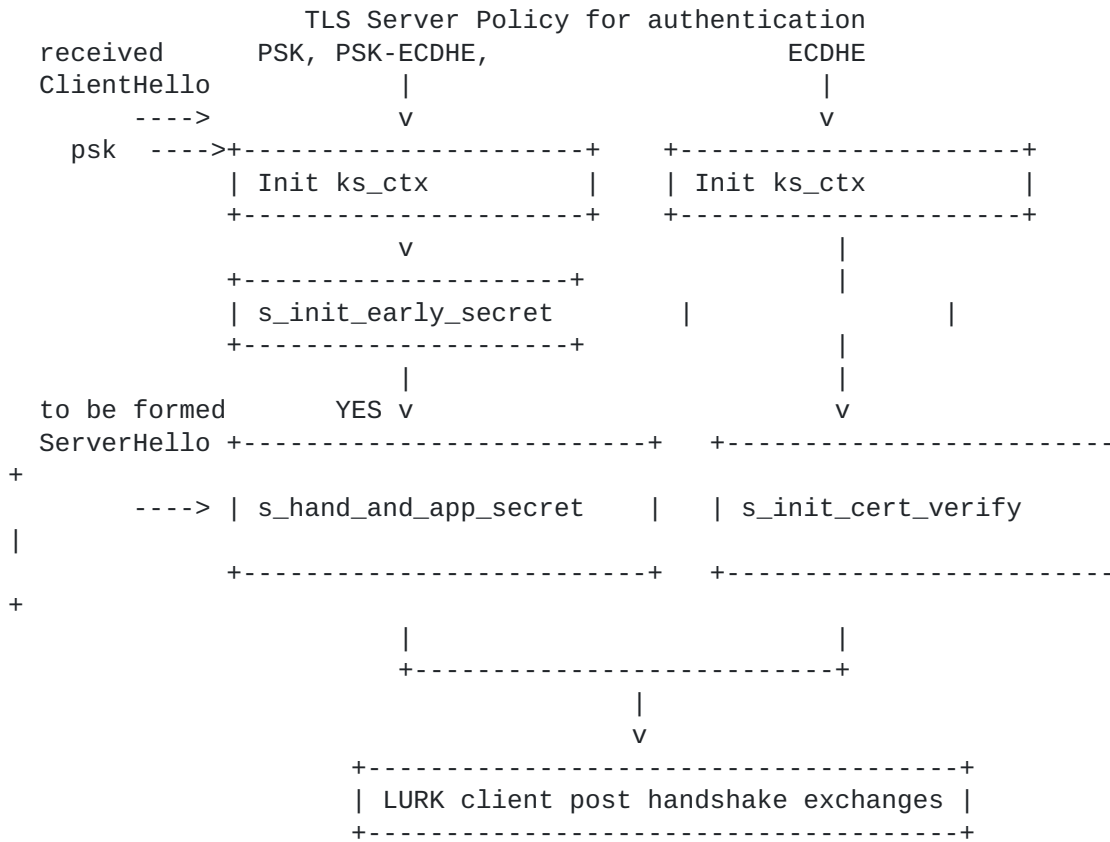 TLS Server Policy for authentication
  received      PSK, PSK-ECDHE,                   ECDHE
  ClientHello            |                          |
        ---->            v                          v
    psk  ---->+----------------------+    +----------------------+
              | Init ks_ctx          |    | Init ks_ctx          |
              +----------------------+    +----------------------+
                         v                           |
              +---------------------+                |
              | s_init_early_secret        |                |
              +---------------------+                |
                         |                           |
  to be formed       YES v                           v
  ServerHello +--------------------------+   +-------------------------
+
        ----> | s_hand_and_app_secret    |   | s_init_cert_verify
|
              +--------------------------+   +-------------------------
+
                         |                           |
                         +---------------------------+
                                       |
                                       v
                     +--------------------------------------+
                     | LURK client post handshake exchanges |
                     +--------------------------------------+